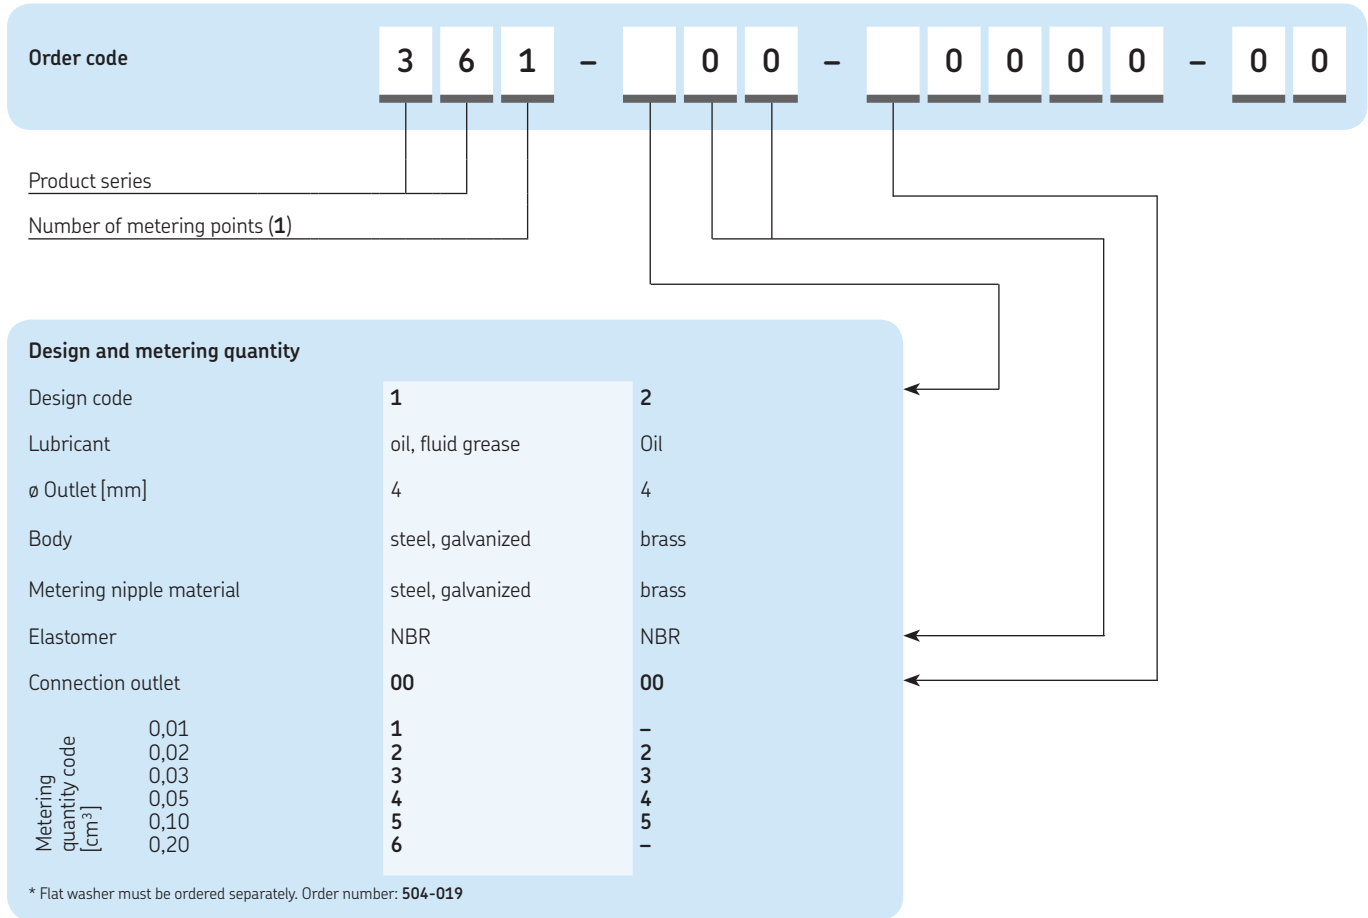 Order code 3 6 1 – 0 0 – 0 0 0 0 – 0 0
Product series
Number of metering points (1)
Design and metering quantity
Design code 1 2
Lubricant oil, fluid grease Oil
ø Outlet [mm] 4 4
Body steel, galvanized brass
Metering nipple material steel, galvanized brass
Elastomer NBR NBR
Connection outlet 00 00
Metering
quantity code
[cm³]
0,01 1 –
0,02 2 2
0,03 3 3
0,05 4 4
0,10 5 5
0,20 6 –
* Flat washer must be ordered separately. Order number: 504-019